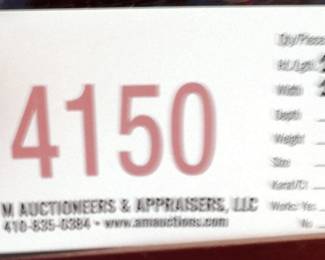 4150
M AUCTIONEERS & APPRAISERS, LLC
410-835-0384 • www.amauctions.com
Qty/Piece
Ht./Lgt.
Width
Depth
Weight
Size
Karat/Ct
Works: Yes
No